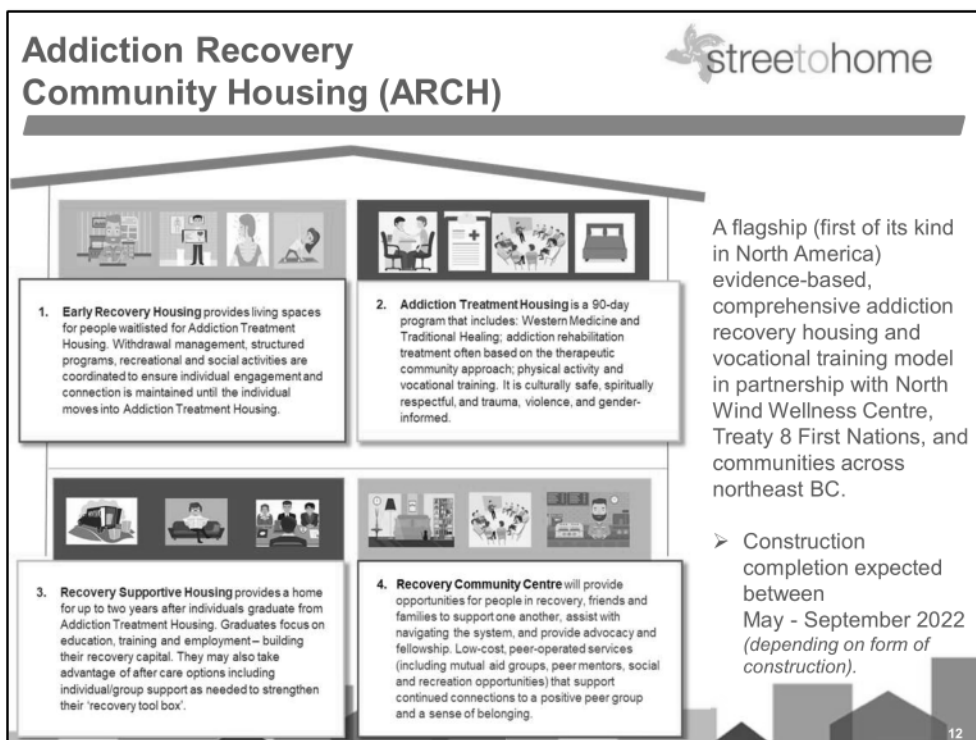 Addiction Recovery
Community Housing (ARCH)
streetohome
1. Early Recovery Housing provides living spaces
for people waitlisted for Addiction Treatment
Housing. Withdrawal management, structured
programs, recreational and social activities are
coordinated to ensure individual engagement and
connection is maintained until the individual
moves into Addiction Treatment Housing.
2. Addiction Treatment Housing is a 90-day
program that includes: Western Medicine and
Traditional Healing; addiction rehabilitation
treatment often based on the therapeutic
community approach; physical activity and
vocational training. It is culturally safe, spiritually
respectful, and trauma, violence, and gender-
informed.
3. Recovery Supportive Housing provides a home
for up to two years after individuals graduate from
Addiction Treatment Housing. Graduates focus on
education, training and employment – building
their recovery capital. They may also take
advantage of after care options including
individual/group support as needed to strengthen
their 'recovery tool box'.
4. Recovery Community Centre will provide
opportunities for people in recovery, friends and
families to support one another, assist with
navigating the system, and provide advocacy and
fellowship. Low-cost, peer-operated services
(including mutual aid groups, peer mentors, social
and recreation opportunities) that support
continued connections to a positive peer group
and a sense of belonging.
A flagship (first of its kind
in North America)
evidence-based,
comprehensive addiction
recovery housing and
vocational training model
in partnership with North
Wind Wellness Centre,
Treaty 8 First Nations, and
communities across
northeast BC.
➢ Construction
completion expected
between
May - September 2022
(depending on form of
construction).
12